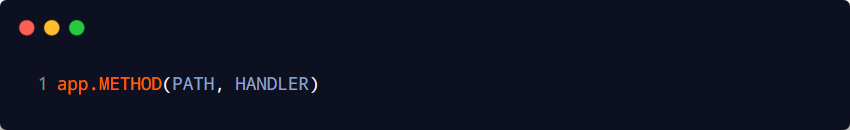 1 app.METHOD(PATH, HANDLER)